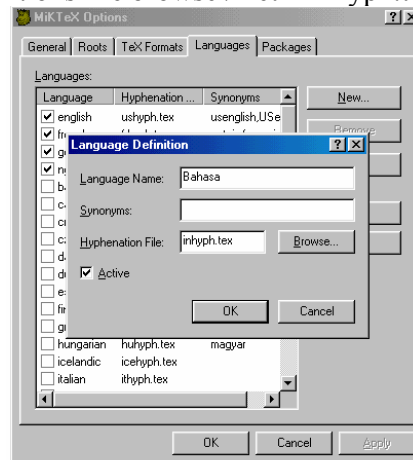 MiKTeX Options
General Roots TeX Formats Languages Packages
Languages:
Language Hyphenation ... Synonyms
New...
english ushyph.tex usenglish,USe
Remove
Language Definition
Language Name: Bahasa
Synonyms:
Hyphenation File: inhyph.tex Browse...
Active
OK Cancel
hungarian huhyph.tex magyar
icelandic icehyph.tex
italian ithyph.tex
OK Cancel Apply